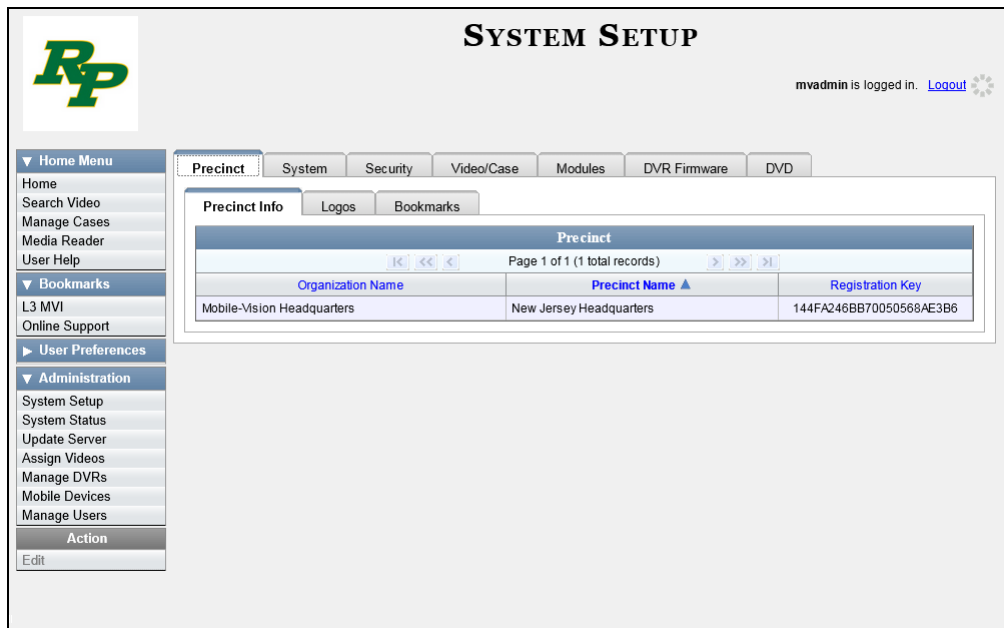 RP
SYSTEM SETUP
mvadmin is logged in. Logout
▼ Home Menu
Home
Search Video
Manage Cases
Media Reader
User Help
▼ Bookmarks
L3 MVI
Online Support
▶ User Preferences
▼ Administration
System Setup
System Status
Update Server
Assign Videos
Manage DVRs
Mobile Devices
Manage Users
Action
Edit
Precinct System Security Video/Case Modules DVR Firmware DVD
Precinct Info Logos Bookmarks
Precinct
|< << < Page 1 of 1 (1 total records) > >> >|
Organization Name Precinct Name ▲ Registration Key
Mobile-Vision Headquarters New Jersey Headquarters 144FA246BB70050568AE3B6